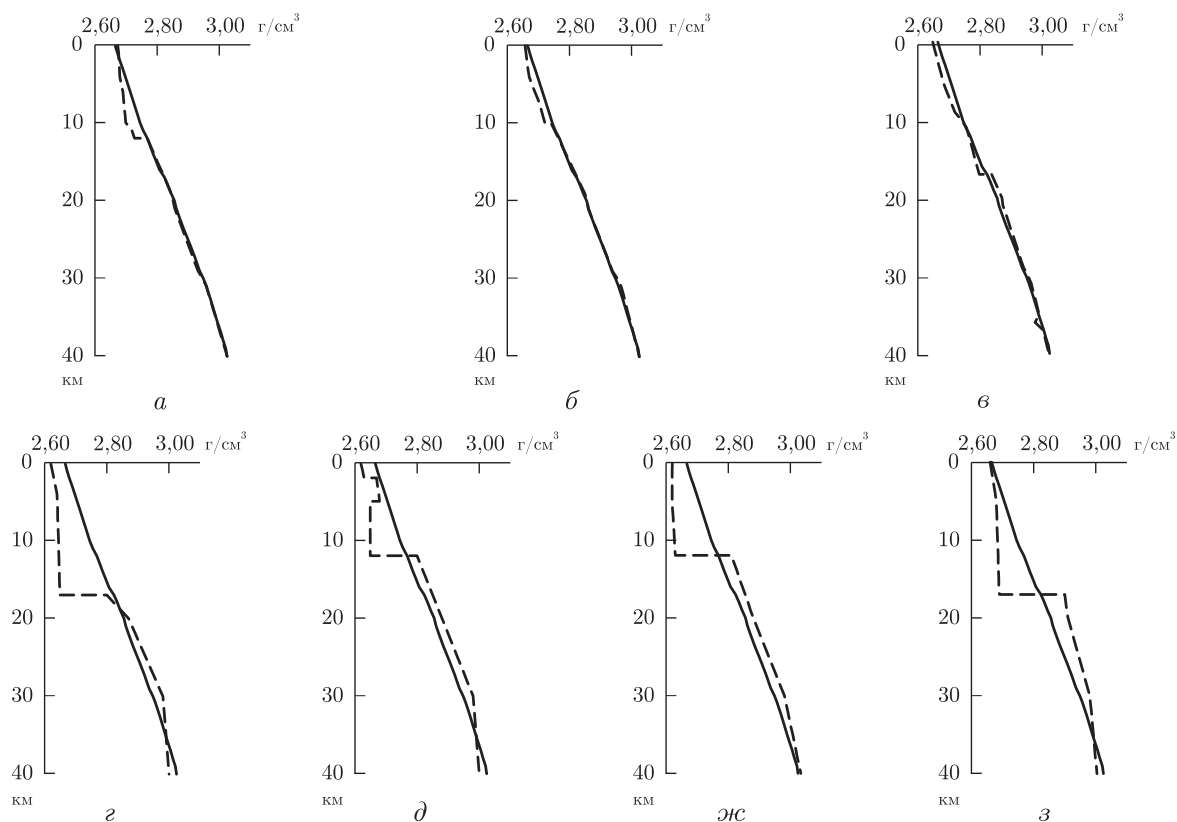 2,60 2,80 3,00 г/см³ 2,60 2,80 3,00 г/см³ 2,60 2,80 3,00 г/см³
0 0 0
10 10 10
20 20 20
30 30 30
40 40 40
км км км
а б в
2,60 2,80 3,00 г/см³ 2,60 2,80 3,00 г/см³ 2,60 2,80 3,00 г/см³ 2,60 2,80 3,00 г/см³
0 0 0 0
10 10 10 10
20 20 20 20
30 30 30 30
40 40 40 40
км км км км
г д ж з